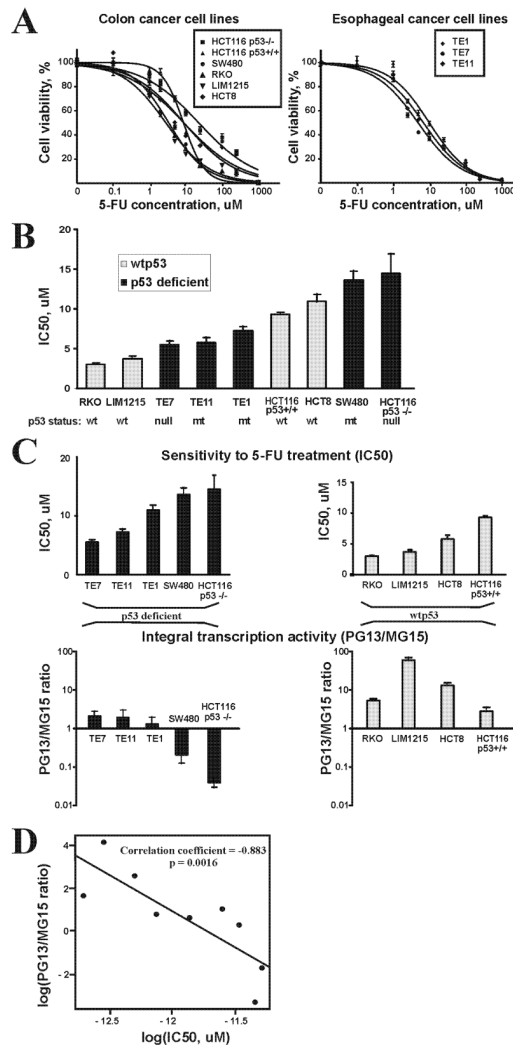 A
Colon cancer cell lines
Esophageal cancer cell lines
HCT116 p53-/-
HCT116 p53+/+
SW480
RKO
LIM1215
HCT8
TE1
TE7
TE11
Cell viability, %
100
80
60
40
20
0 0,1 1 10 100 1000
5-FU concentration, uM
Cell viability, %
100
80
60
40
20
0 0.1 1 10 100 1000
5-FU concentration, uM
B
wtp53
p53 deficient
IC50, uM
20
15
10
5
0
RKO LIM1215 TE7 TE11 TE1 HCT116 p53+/+ HCT8 SW480 HCT116 p53 -/-
p53 status: wt wt null mt mt wt wt mt null
C
Sensitivity to 5-FU treatment (IC50)
IC50, uM
20
10
0
TE7 TE11 TE1 SW480 HCT116 p53 -/-
p53 deficient
IC50, uM
20
15
10
5
0
RKO LIM1215 HCT8 HCT116 p53+/+
wtp53
Integral transcription activity (PG13/MG15)
PG13/MG15 ratio
100
10
1
0.1
0.01
TE7 TE11 TE1 SW480 HCT116 p53 -/-
PG13/MG15 ratio
100
10
1
0.1
0.01
RKO LIM1215 HCT8 HCT116 p53+/+
D
Correlation coefficient = -0.883
p = 0.0016
log(PG13/MG15 ratio)
4
2
0
- 2
- 12.5 - 12 - 11.5
log(IC50, uM)